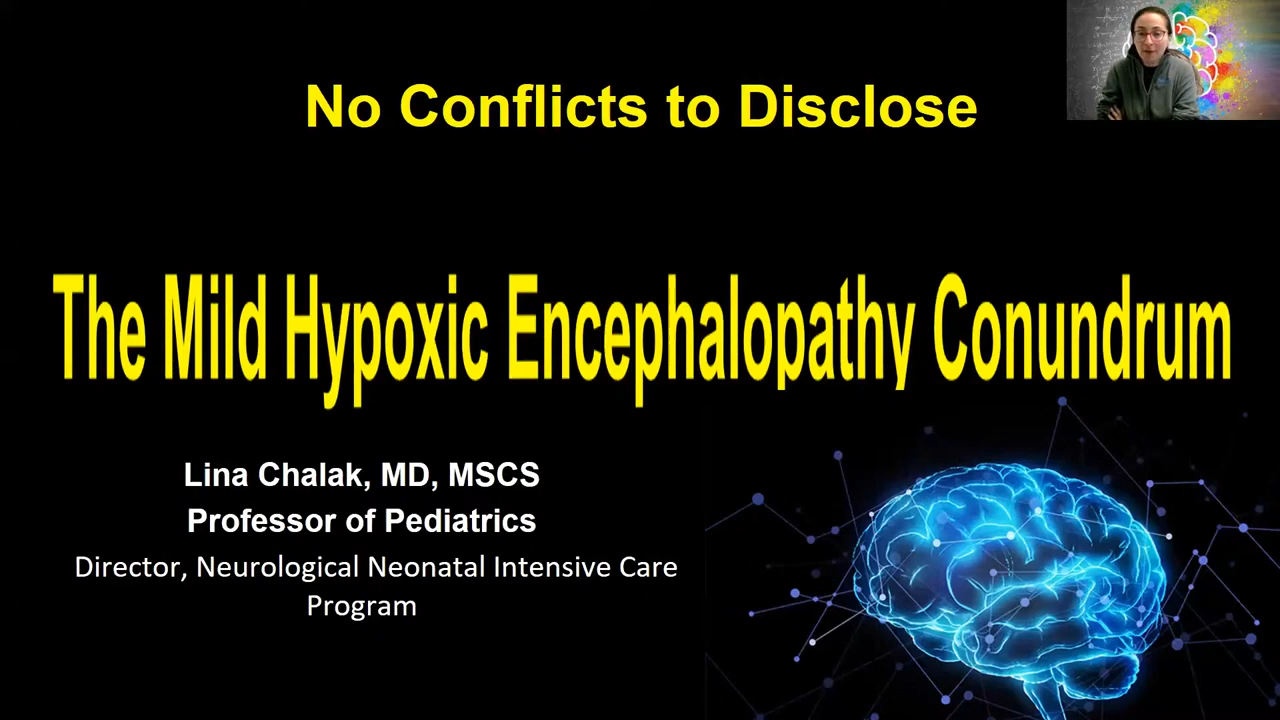 No Conflicts to Disclose
The Mild Hypoxic Encephalopathy Conundrum
Lina Chalak, MD, MSCS
Professor of Pediatrics
Director, Neurological Neonatal Intensive Care
Program